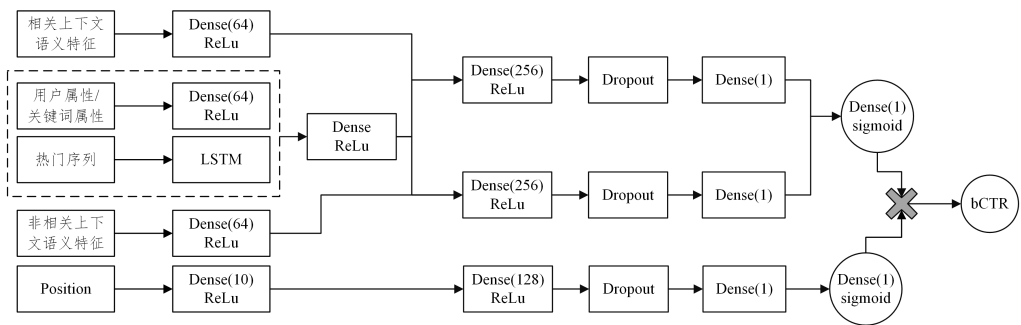 相关上下文
语义特征
Dense(64)
ReLu
用户属性/
关键词属性
Dense(64)
ReLu
热门序列
LSTM
Dense
ReLu
非相关上下
文语义特征
Dense(64)
ReLu
Position
Dense(10)
ReLu
Dense(256)
ReLu
Dropout
Dense(1)
Dense(256)
ReLu
Dropout
Dense(1)
Dense(128)
ReLu
Dropout
Dense(1)
Dense(1)
sigmoid
Dense(1)
sigmoid
bCTR